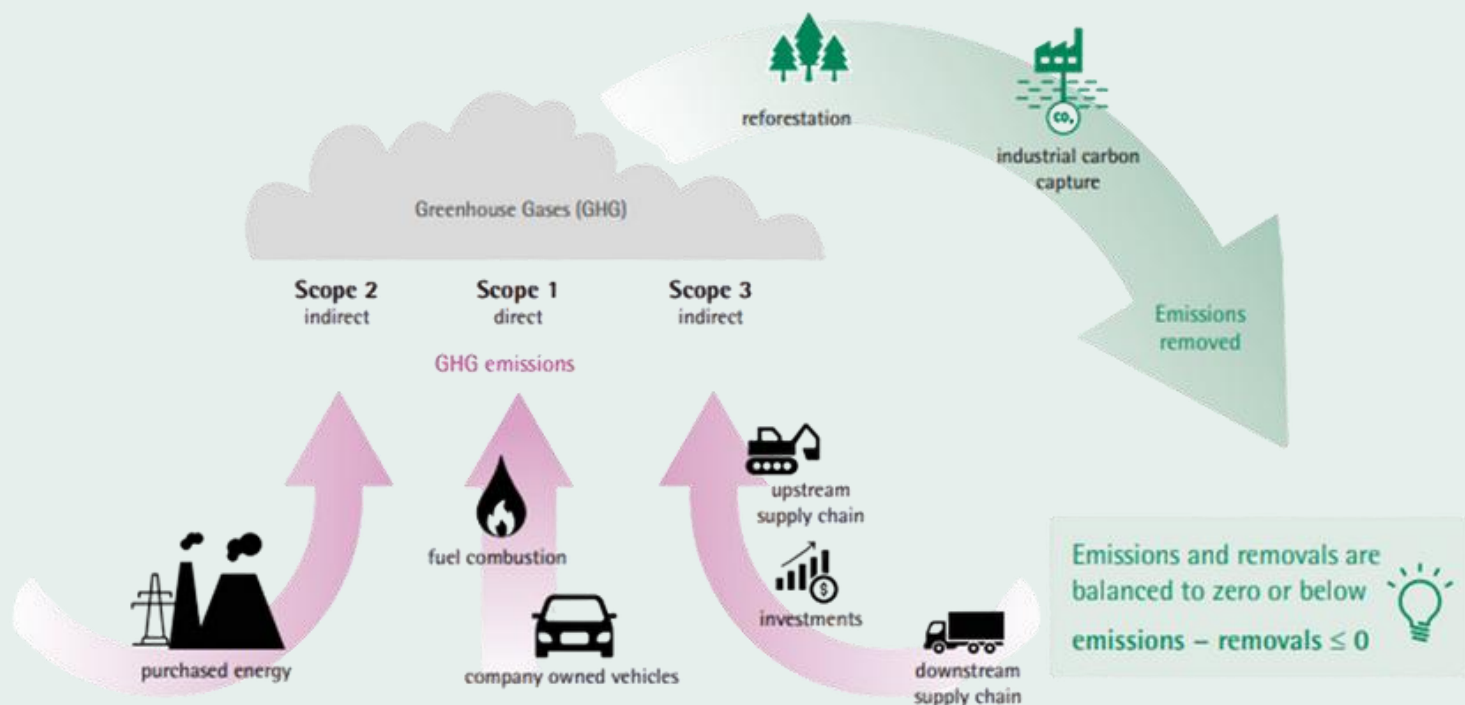 reforestation
CO₂
industrial carbon
capture
Greenhouse Gases (GHG)
Scope 2
indirect
Scope 1
direct
Scope 3
indirect
GHG emissions
Emissions
removed
upstream
supply chain
fuel combustion
$
investments
purchased energy
company owned vehicles
downstream
supply chain
Emissions and removals are
balanced to zero or below
emissions – removals ≤ 0